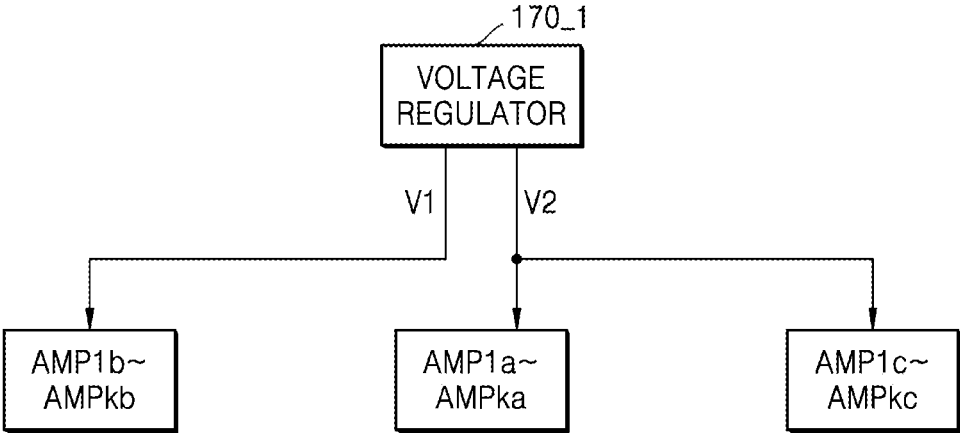 170_1
VOLTAGE
REGULATOR
V1
V2
AMP1b~
AMPkb
AMP1a~
AMPka
AMP1c~
AMPkc